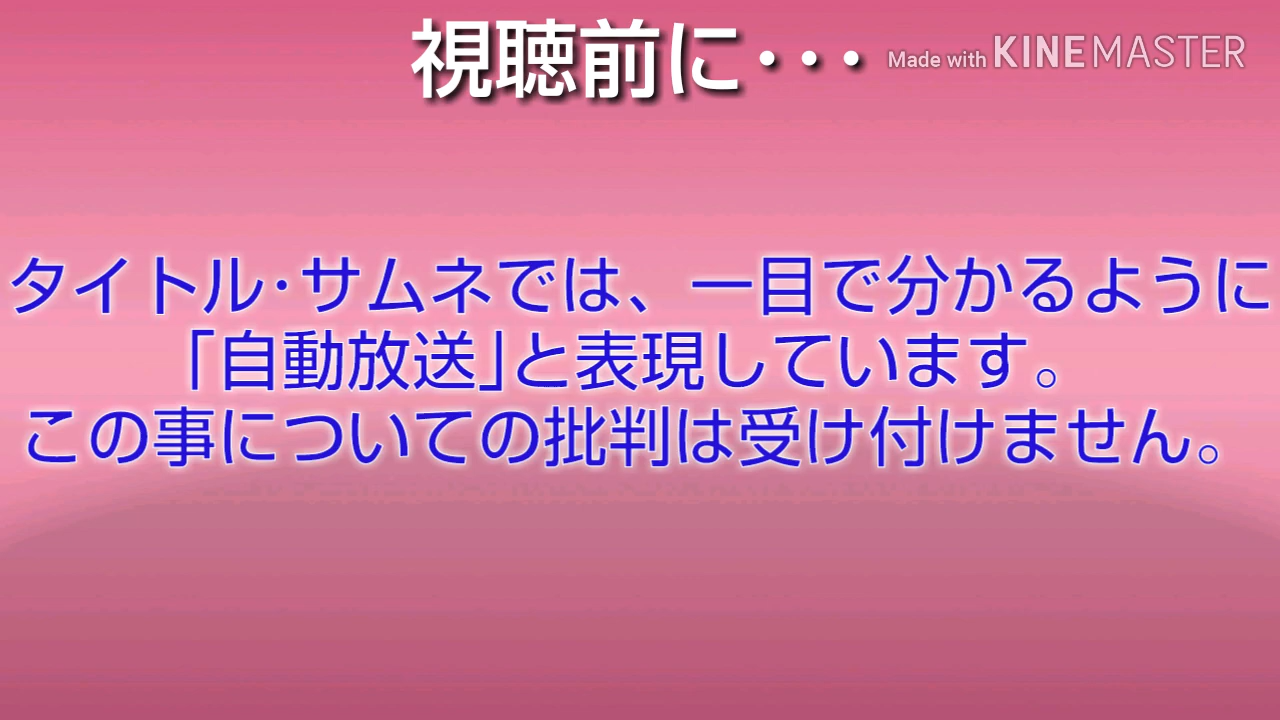 視聴前に･･･
Made with KINEMASTER
タイトル･サムネでは、一目で分かるように
｢自動放送｣と表現しています。
この事についての批判は受け付けません。